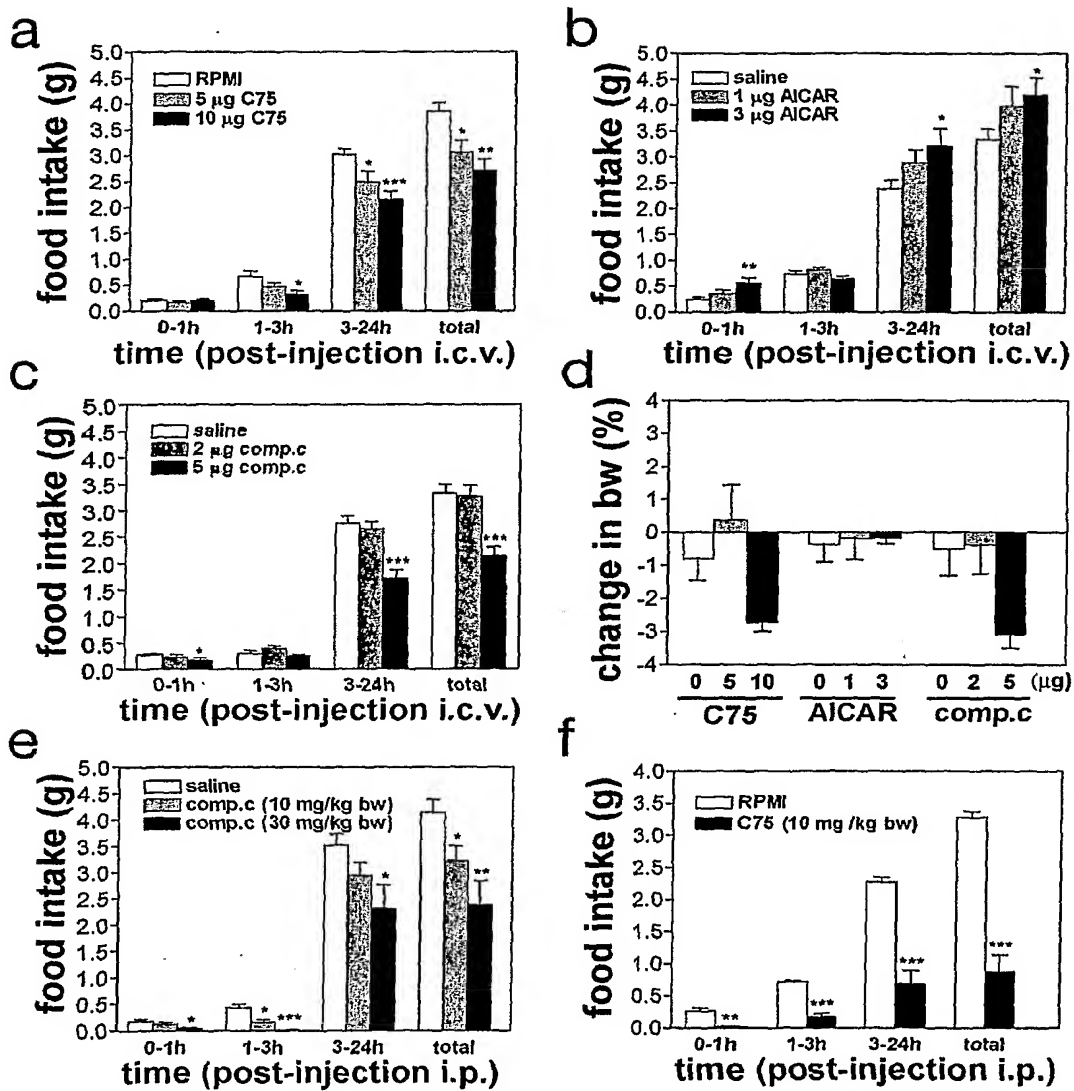 a
food intake (g)
5.0
4.5
4.0
3.5
3.0
2.5
2.0
1.5
1.0
0.5
0.0
RPMI
5 µg C75
10 µg C75
*
*
***
*
**
0-1h 1-3h 3-24h total
time (post-injection i.c.v.)
b
food intake (g)
5.0
4.5
4.0
3.5
3.0
2.5
2.0
1.5
1.0
0.5
0.0
saline
1 µg AICAR
3 µg AICAR
**
*
*
0-1h 1-3h 3-24h total
time (post-injection i.c.v.)
c
food intake (g)
5.0
4.5
4.0
3.5
3.0
2.5
2.0
1.5
1.0
0.5
0.0
saline
2 µg comp.c
5 µg comp.c
*
***
***
0-1h 1-3h 3-24h total
time (post-injection i.c.v.)
d
change in bw (%)
4
3
2
1
0
-1
-2
-3
-4
0 5 10 0 1 3 0 2 5 (µg)
C75 AICAR comp.c
e
food intake (g)
5.0
4.5
4.0
3.5
3.0
2.5
2.0
1.5
1.0
0.5
0.0
saline
comp.c (10 mg/kg bw)
comp.c (30 mg/kg bw)
*
*
***
*
*
**
0-1h 1-3h 3-24h total
time (post-injection i.p.)
f
food intake (g)
4.0
3.5
3.0
2.5
2.0
1.5
1.0
0.5
0.0
RPMI
C75 (10 mg /kg bw)
**
***
***
***
0-1h 1-3h 3-24h total
time (post-injection i.p.)